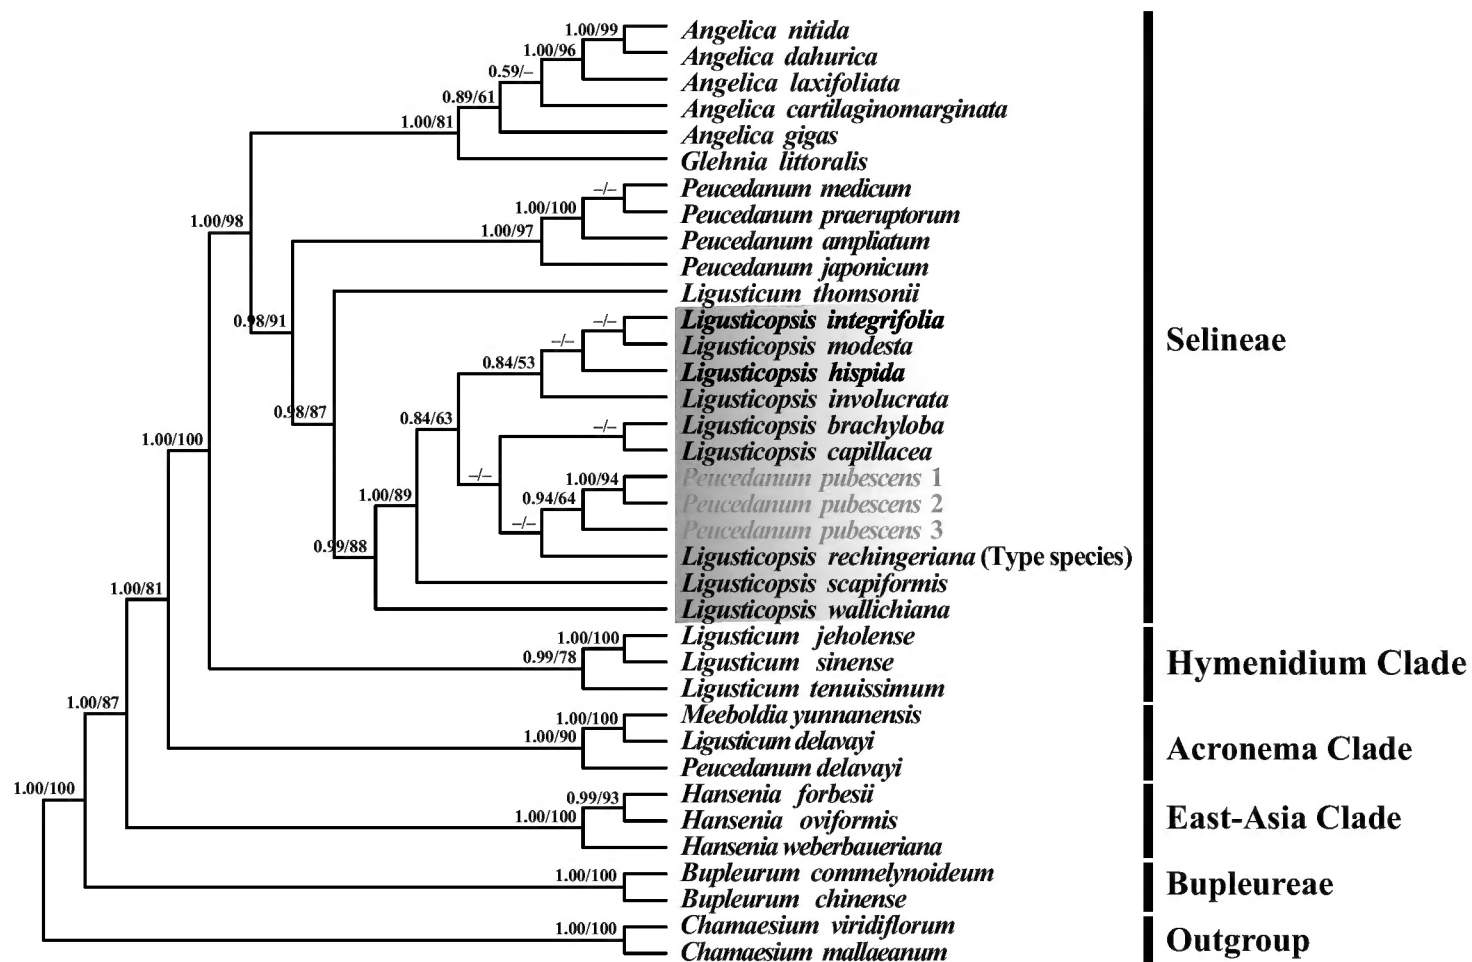 1.00/99 Angelica nitida
1.00/96 Angelica dahurica
0.59/– Angelica laxifoliata
0.89/61 Angelica cartilaginomarginata
1.00/81 Angelica gigas
Glehnia littoralis
–/– Peucedanum medicum
1.00/100 Peucedanum praeruptorum
1.00/98 1.00/97 Peucedanum ampliatum
Peucedanum japonicum
Ligusticum thomsonii
0.98/91 –/– Ligusticopsis integrifolia
–/– Ligusticopsis modesta
0.84/53 Ligusticopsis hispida
Ligusticopsis involucrata
0.98/87 0.84/63 –/– Ligusticopsis brachyloba
1.00/100 Ligusticopsis capillacea
–/– 1.00/94 Peucedanum pubescens 1
1.00/89 0.94/64 Peucedanum pubescens 2
–/– Peucedanum pubescens 3
0.99/88 Ligusticopsis rechingeriana (Type species)
1.00/81 Ligusticopsis scapiformis
Ligusticopsis wallichiana
Selineae
1.00/100 Ligusticum jeholense
0.99/78 Ligusticum sinense
Ligusticum tenuissimum
Hymenidium Clade
1.00/87 1.00/100 Meeboldia yunnanensis
1.00/90 Ligusticum delavayi
Peucedanum delavayi
Acronema Clade
1.00/100 0.99/93 Hansenia forbesii
1.00/100 Hansenia oviformis
Hansenia weberbaueriana
East-Asia Clade
1.00/100 Bupleurum commelynoideum
Bupleurum chinense
Bupleureae
1.00/100 Chamaesium viridiflorum
Chamaesium mallaeanum
Outgroup